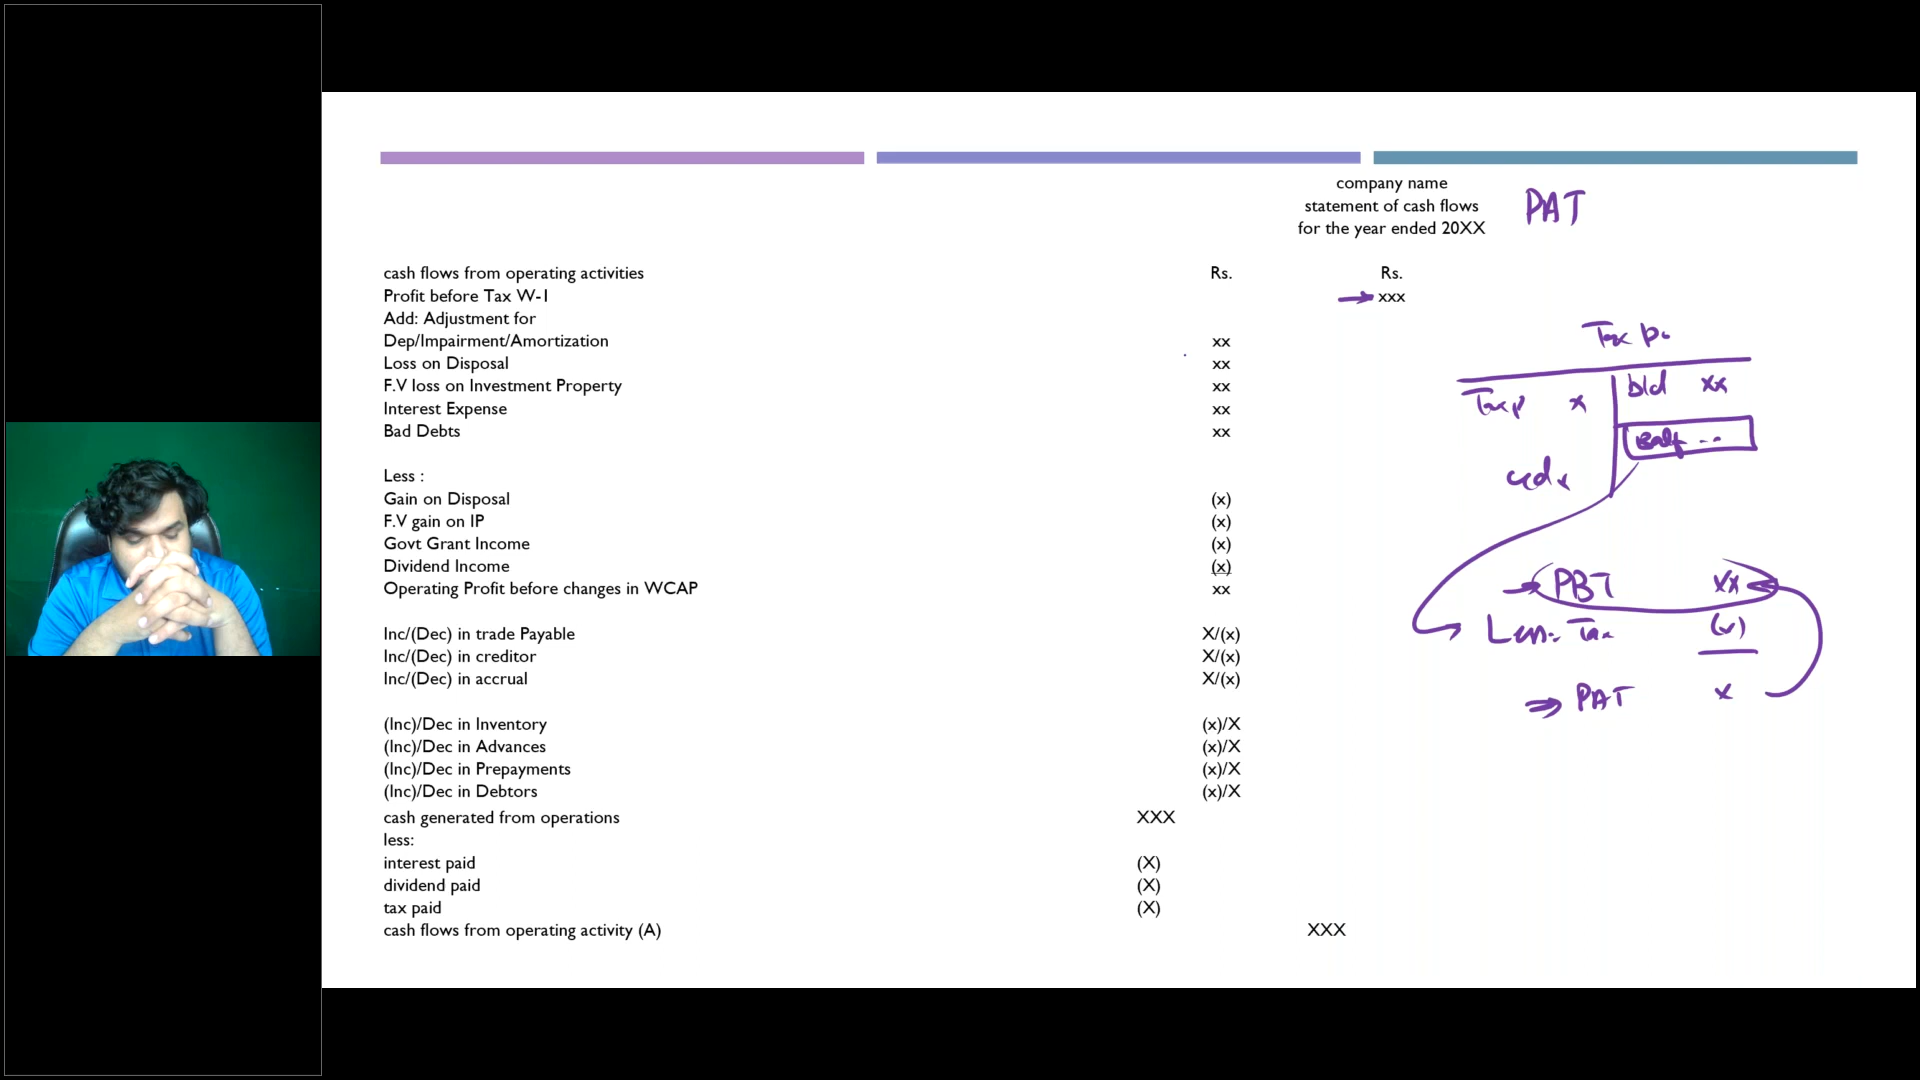 company name
statement of cash flows
for the year ended 20XX
PAT
cash flows from operating activities Rs. Rs.
Profit before Tax W-1 xxx
Add: Adjustment for
Dep/Impairment/Amortization xx
Loss on Disposal xx
F.V loss on Investment Property xx
Interest Expense xx
Bad Debts xx
Less :
Gain on Disposal (x)
F.V gain on IP (x)
Govt Grant Income (x)
Dividend Income (x)
Operating Profit before changes in WCAP xx
Inc/(Dec) in trade Payable X/(x)
Inc/(Dec) in creditor X/(x)
Inc/(Dec) in accrual X/(x)
(Inc)/Dec in Inventory (x)/X
(Inc)/Dec in Advances (x)/X
(Inc)/Dec in Prepayments (x)/X
(Inc)/Dec in Debtors (x)/X
cash generated from operations XXX
less:
interest paid (X)
dividend paid (X)
tax paid (X)
cash flows from operating activity (A) XXX
Tax
Tax p x
bld xx
PBT xx
Less: Tax (x)
PAT x